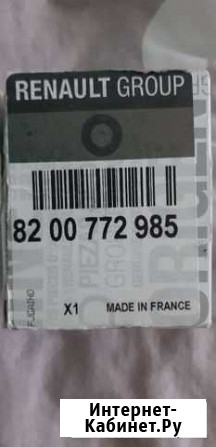 RENAULT GROUP
82 00 772 985
X1 MADE IN FRANCE
Интернет-
Кабинет.Ру